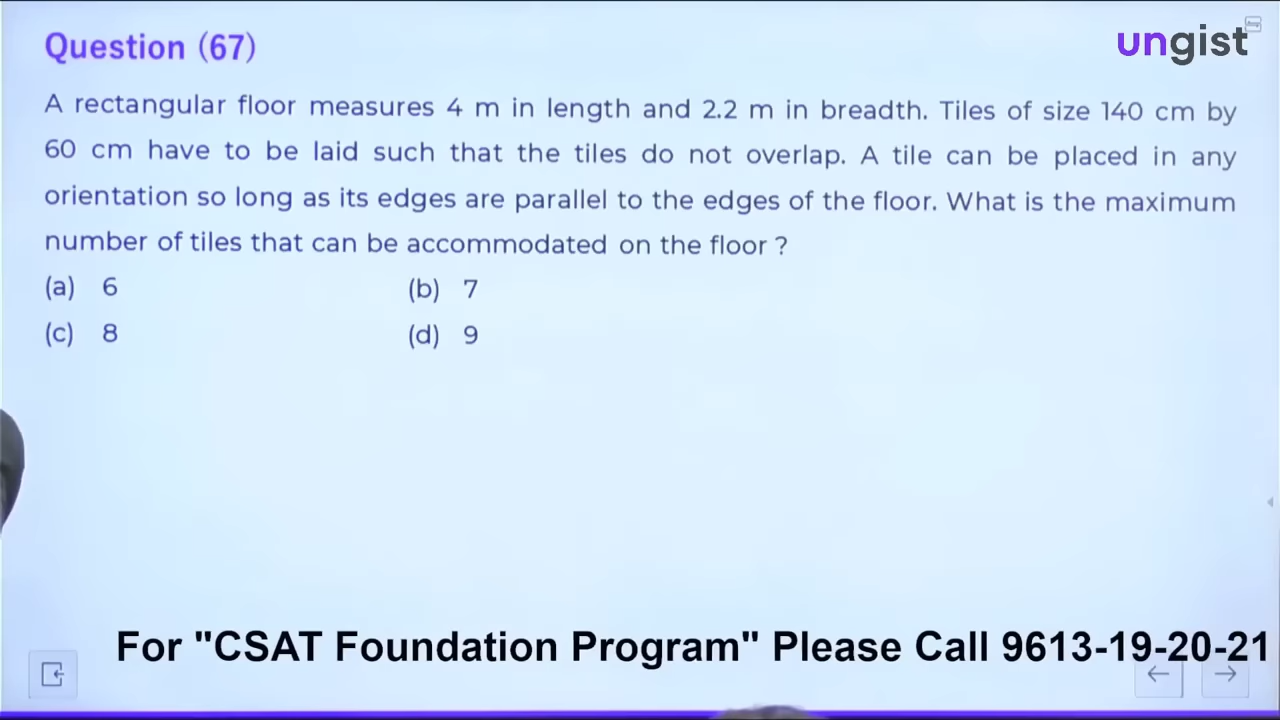 Question (67)
ungist
A rectangular floor measures 4 m in length and 2.2 m in breadth. Tiles of size 140 cm by
60 cm have to be laid such that the tiles do not overlap. A tile can be placed in any
orientation so long as its edges are parallel to the edges of the floor. What is the maximum
number of tiles that can be accommodated on the floor ?
(a) 6
(b) 7
(c) 8
(d) 9
For "CSAT Foundation Program" Please Call 9613-19-20-21